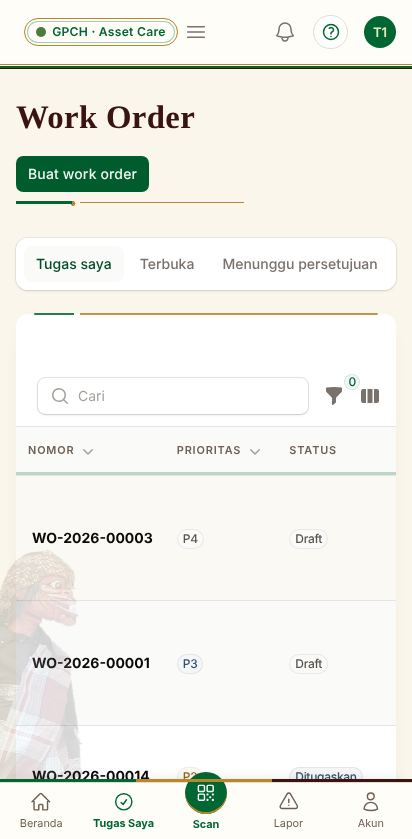 GPCH · Asset Care
T1
Work Order
Buat work order
Tugas saya Terbuka Menunggu persetujuan
Cari
0
NOMOR PRIORITAS STATUS
WO-2026-00003 P4 Draft
WO-2026-00001 P3 Draft
WO-2026-00014 Ditugaskan
Beranda Tugas Saya Scan Lapor Akun